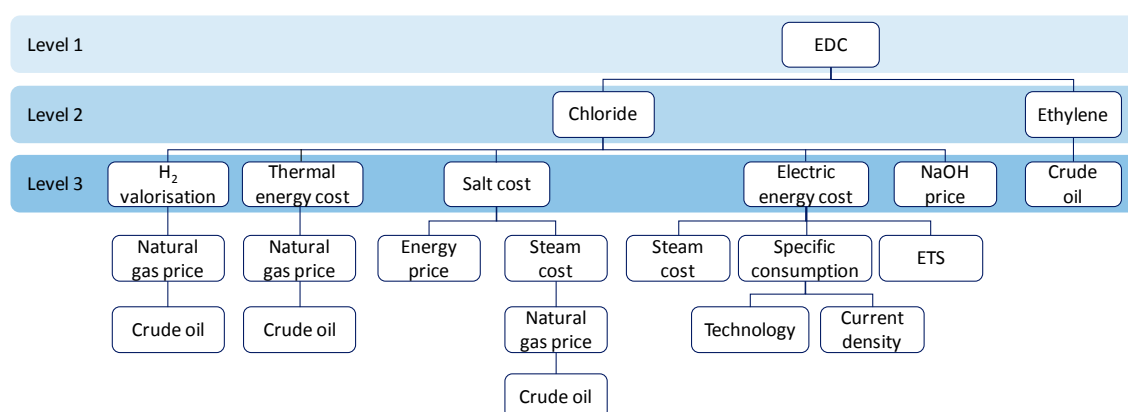 Level 1
EDC
Level 2
Chloride
Ethylene
Level 3
H2
valorisation
Thermal
energy cost
Salt cost
Electric
energy cost
NaOH
price
Crude
oil
Natural
gas price
Natural
gas price
Energy
price
Steam
cost
Steam
cost
Specific
consumption
ETS
Crude oil
Crude oil
Natural
gas price
Technology
Current
density
Crude oil